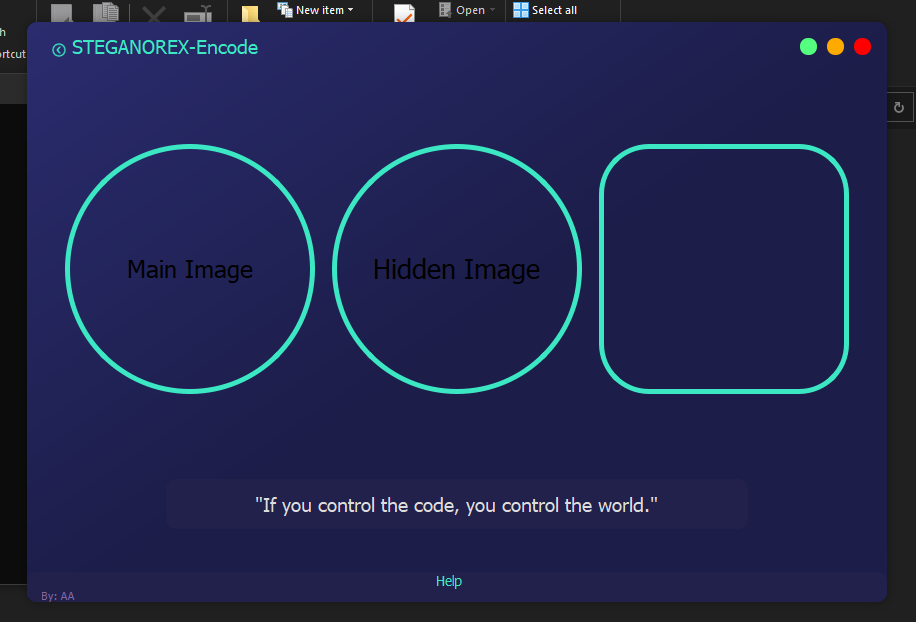 New item
Open
Select all
h
ortcut
STEGANOREX-Encode
Main Image
Hidden Image
"If you control the code, you control the world."
Help
By: AA